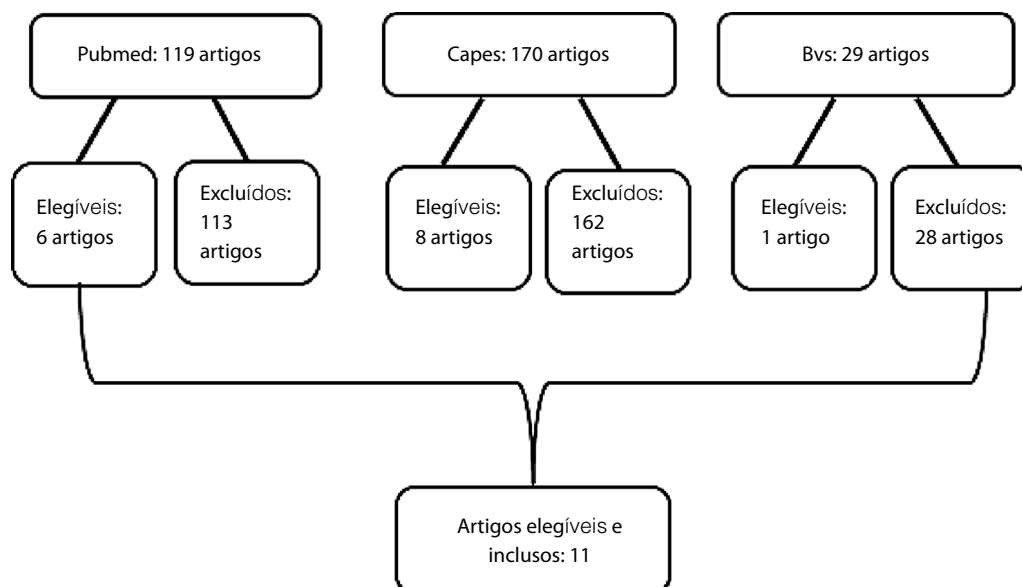 Pubmed: 119 artigos
Capes: 170 artigos
Bvs: 29 artigos
Elegíveis:
6 artigos
Excluídos:
113
artigos
Elegíveis:
8 artigos
Excluídos:
162
artigos
Elegíveis:
1 artigo
Excluídos:
28 artigos
Artigos elegíveis e
inclusos: 11